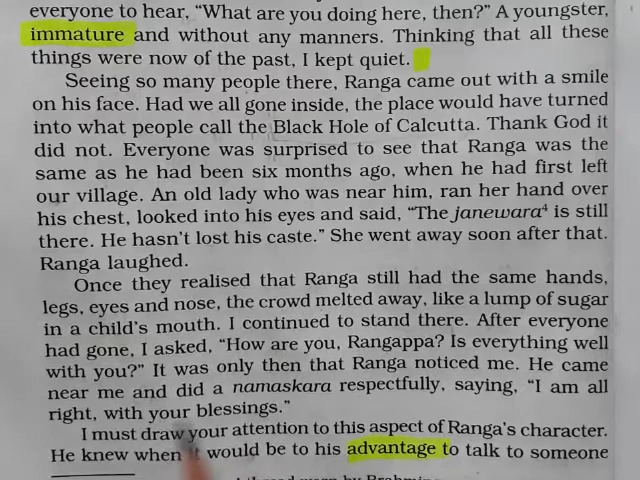 everyone to hear, “What are you doing here, then?” A youngster,
immature and without any manners. Thinking that all these
things were now of the past, I kept quiet.
Seeing so many people there, Ranga came out with a smile
on his face. Had we all gone inside, the place would have turned
into what people call the Black Hole of Calcutta. Thank God it
did not. Everyone was surprised to see that Ranga was the
same as he had been six months ago, when he had first left
our village. An old lady who was near him, ran her hand over
his chest, looked into his eyes and said, “The janewara⁴ is still
there. He hasn’t lost his caste.” She went away soon after that.
Ranga laughed.
Once they realised that Ranga still had the same hands,
legs, eyes and nose, the crowd melted away, like a lump of sugar
in a child’s mouth. I continued to stand there. After everyone
had gone, I asked, “How are you, Rangappa? Is everything well
with you?” It was only then that Ranga noticed me. He came
near me and did a namaskara respectfully, saying, “I am all
right, with your blessings.”
I must draw your attention to this aspect of Ranga’s character.
He knew when it would be to his advantage to talk to someone